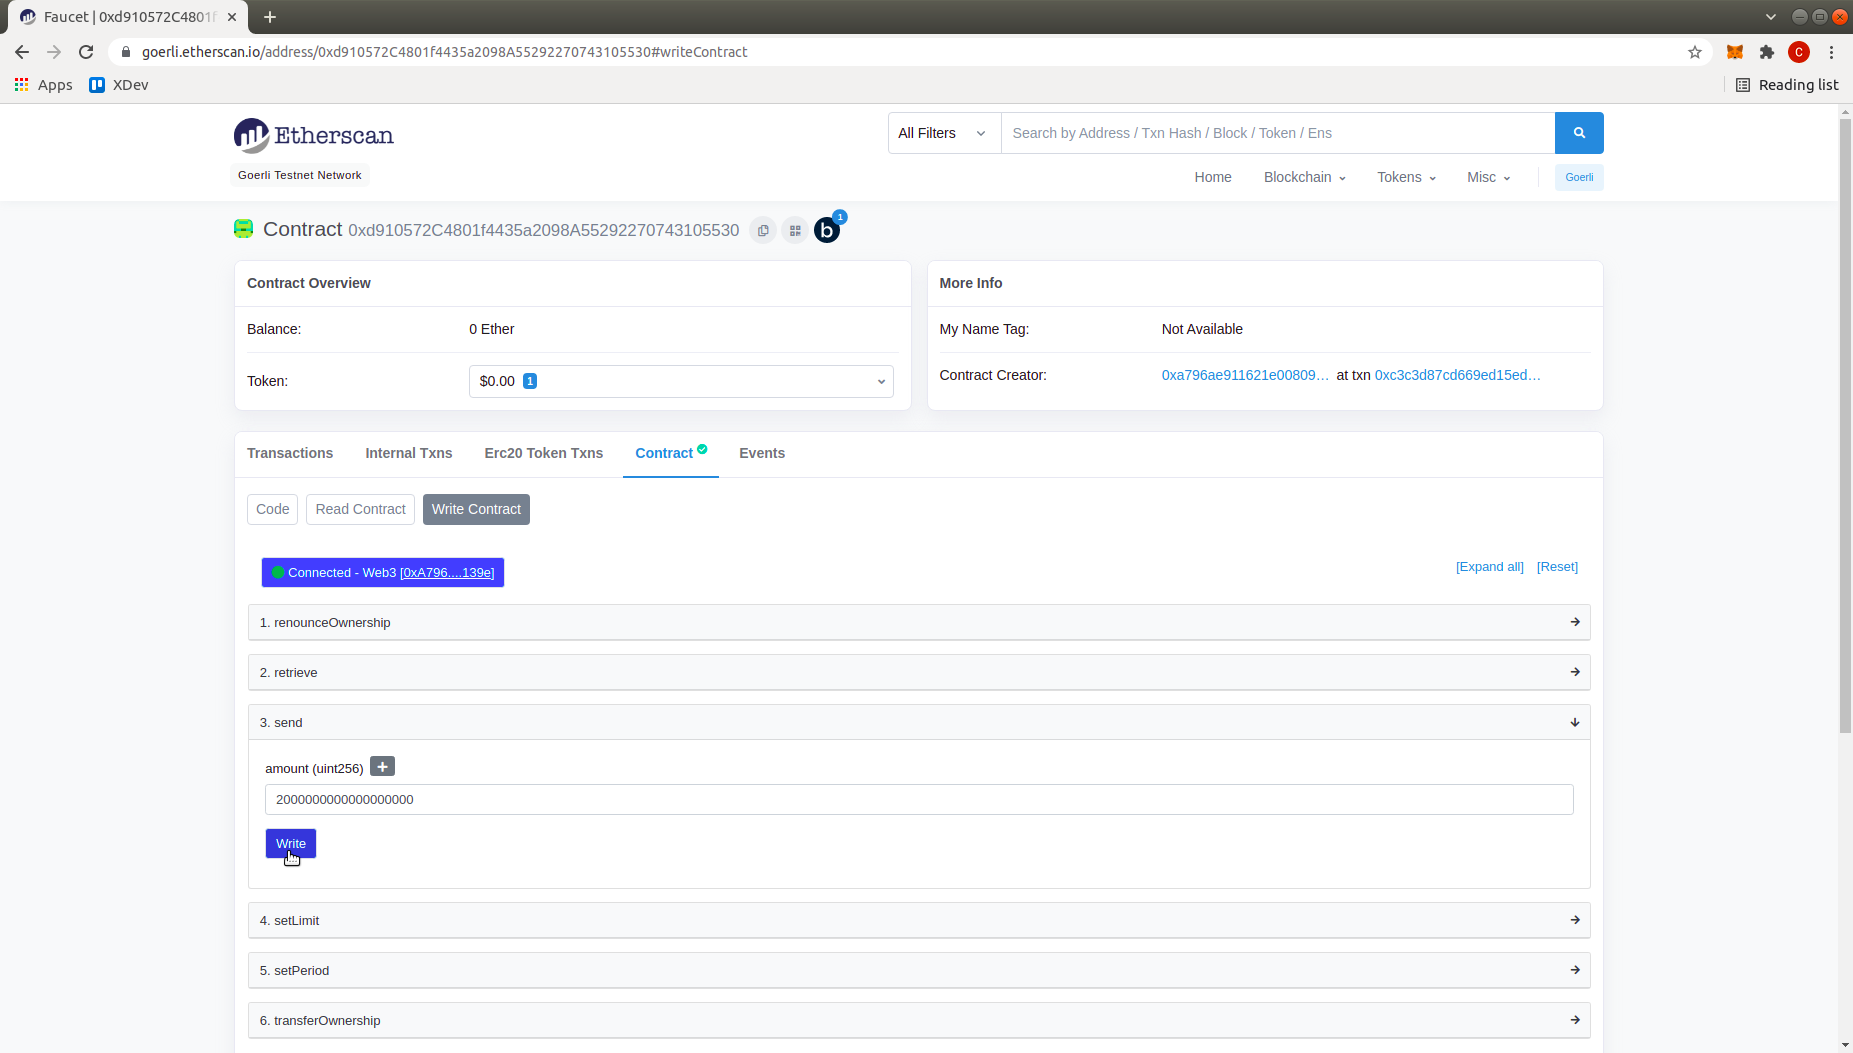 Faucet | 0xd910572C4801f
goerli.etherscan.io/address/0xd910572C4801f4435a2098A55292270743105530#writeContract
C
Apps
XDev
Reading list
Etherscan
All Filters
Search by Address / Txn Hash / Block / Token / Ens
Goerli Testnet Network
Home
Blockchain
Tokens
Misc
Goerli
Contract 0xd910572C4801f4435a2098A55292270743105530
b
1
Contract Overview
Balance:
0 Ether
Token:
$0.00 1
More Info
My Name Tag:
Not Available
Contract Creator:
0xa796ae911621e00809… at txn 0xc3c3d87cd669ed15ed…
Transactions
Internal Txns
Erc20 Token Txns
Contract
Events
Code
Read Contract
Write Contract
Connected - Web3 [0xA796....139e]
[Expand all]
[Reset]
1. renounceOwnership
2. retrieve
3. send
amount (uint256)
2000000000000000000
Write
4. setLimit
5. setPeriod
6. transferOwnership